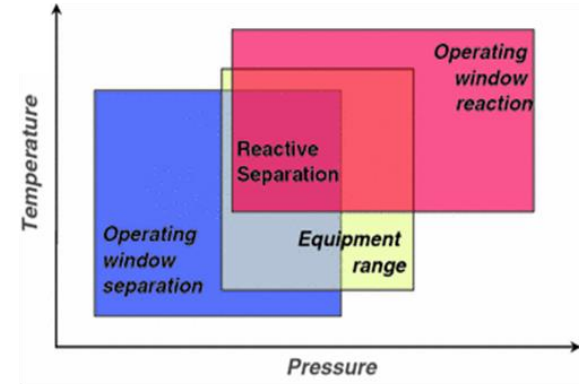 Operating
window
reaction
Reactive
Separation
Operating
window
separation
Equipment
range
Temperature
Pressure